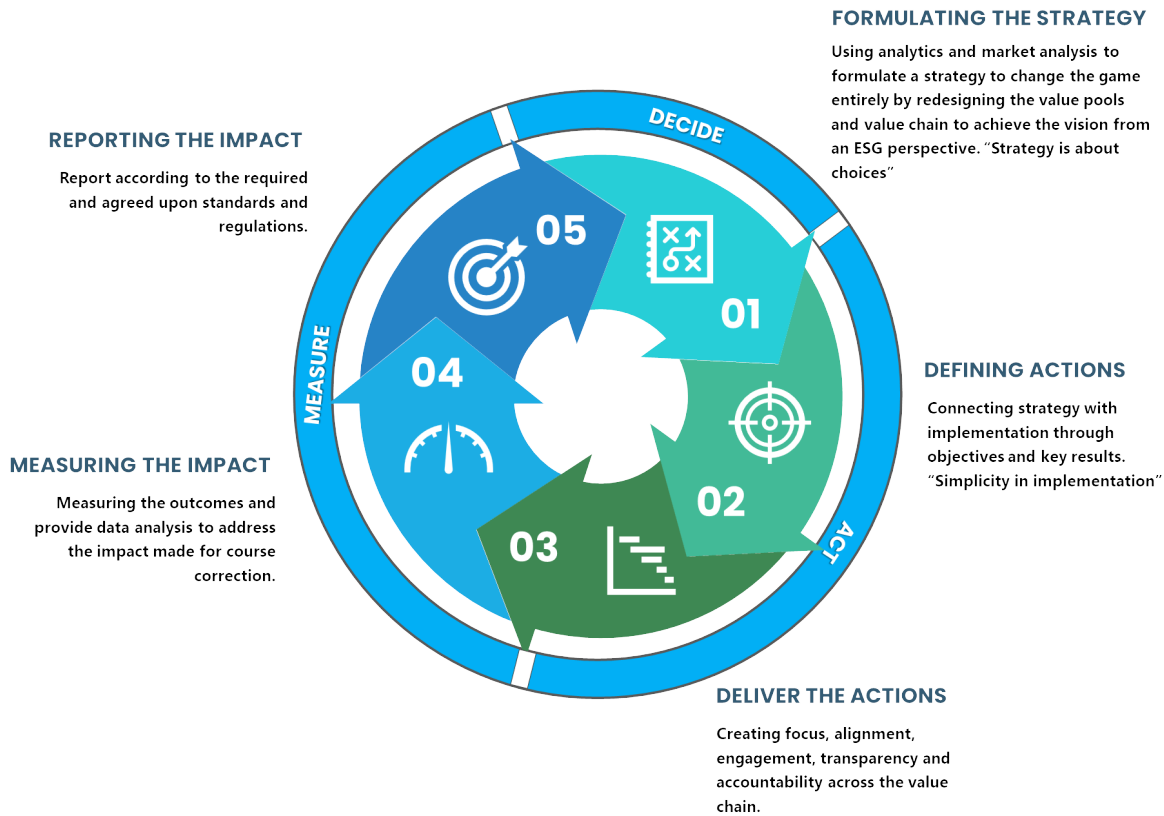 FORMULATING THE STRATEGY
Using analytics and market analysis to
formulate a strategy to change the game
entirely by redesigning the value pools
and value chain to achieve the vision from
an ESG perspective. “Strategy is about
choices”
DECIDE
REPORTING THE IMPACT
Report according to the required
and agreed upon standards and
regulations.
05
01
MEASURE
04
DEFINING ACTIONS
Connecting strategy with
implementation through
objectives and key results.
“Simplicity in implementation”
MEASURING THE IMPACT
Measuring the outcomes and
provide data analysis to address
the impact made for course
correction.
02
03
ACT
DELIVER THE ACTIONS
Creating focus, alignment,
engagement, transparency and
accountability across the value
chain.